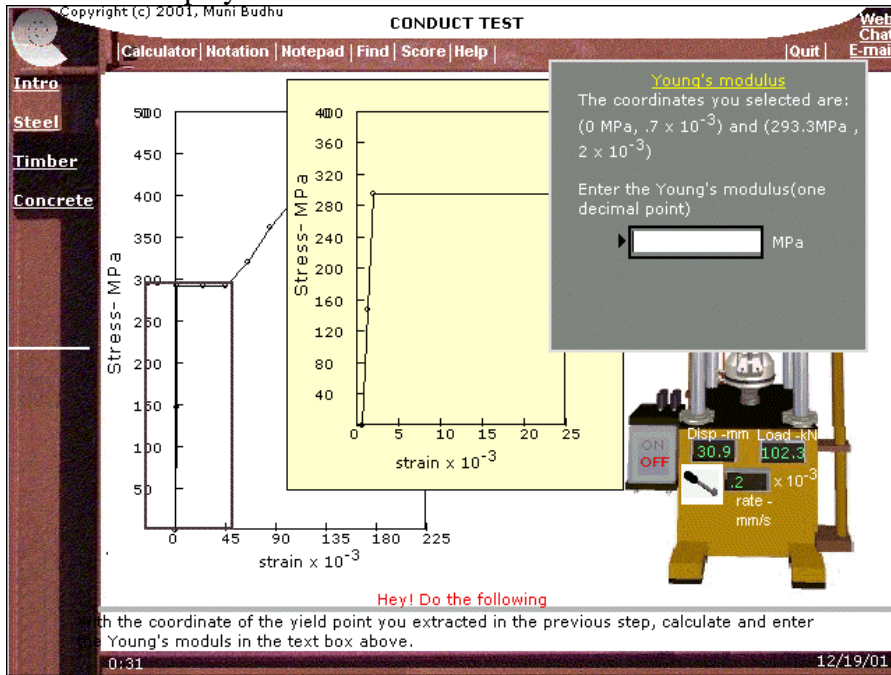 Copyright (c) 2001, Muni Budhu
CONDUCT TEST
Web
Chat
E-mai
Calculator| Notation | Notepad | Find | Score | Help |
|Quit |
Intro
Steel
Timber
Concrete
500
450
400
350
300
250
200
150
100
50
Stress- MPa
0 45 90 135 180 225
strain x 10-3
400
360
320
280
240
200
160
120
80
40
Stress- MPa
0 5 10 15 20 25
strain x 10-3
Young's modulus
The coordinates you selected are:
(0 MPa, .7 x 10-3) and (293.3MPa ,
2 x 10-3)
Enter the Young's modulus(one
decimal point)
MPa
ON
OFF
Disp -mm Load -kN
30.9 102.3
.2 x 10-3
rate -
mm/s
Hey! Do the following
th the coordinate of the yield point you extracted in the previous step, calculate and enter
Young's moduls in the text box above.
0:31
12/19/01